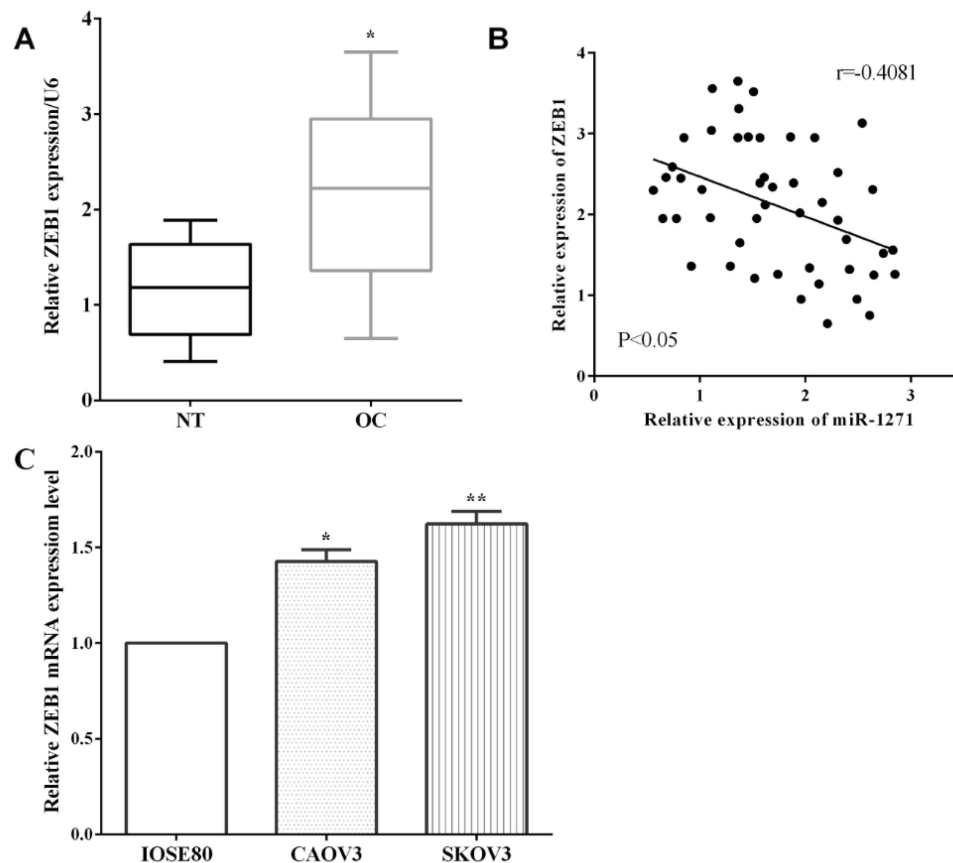 A
Relative ZEB1 expression/U6
4
3
2
1
0
*
NT
OC
B
Relative expression of ZEB1
4
3
2
1
0
r=-0.4081
P<0.05
0
1
2
3
Relative expression of miR-1271
C
Relative ZEB1 mRNA expressiom level
2.0
1.5
1.0
0.5
0.0
*
**
IOSE80
CAOV3
SKOV3